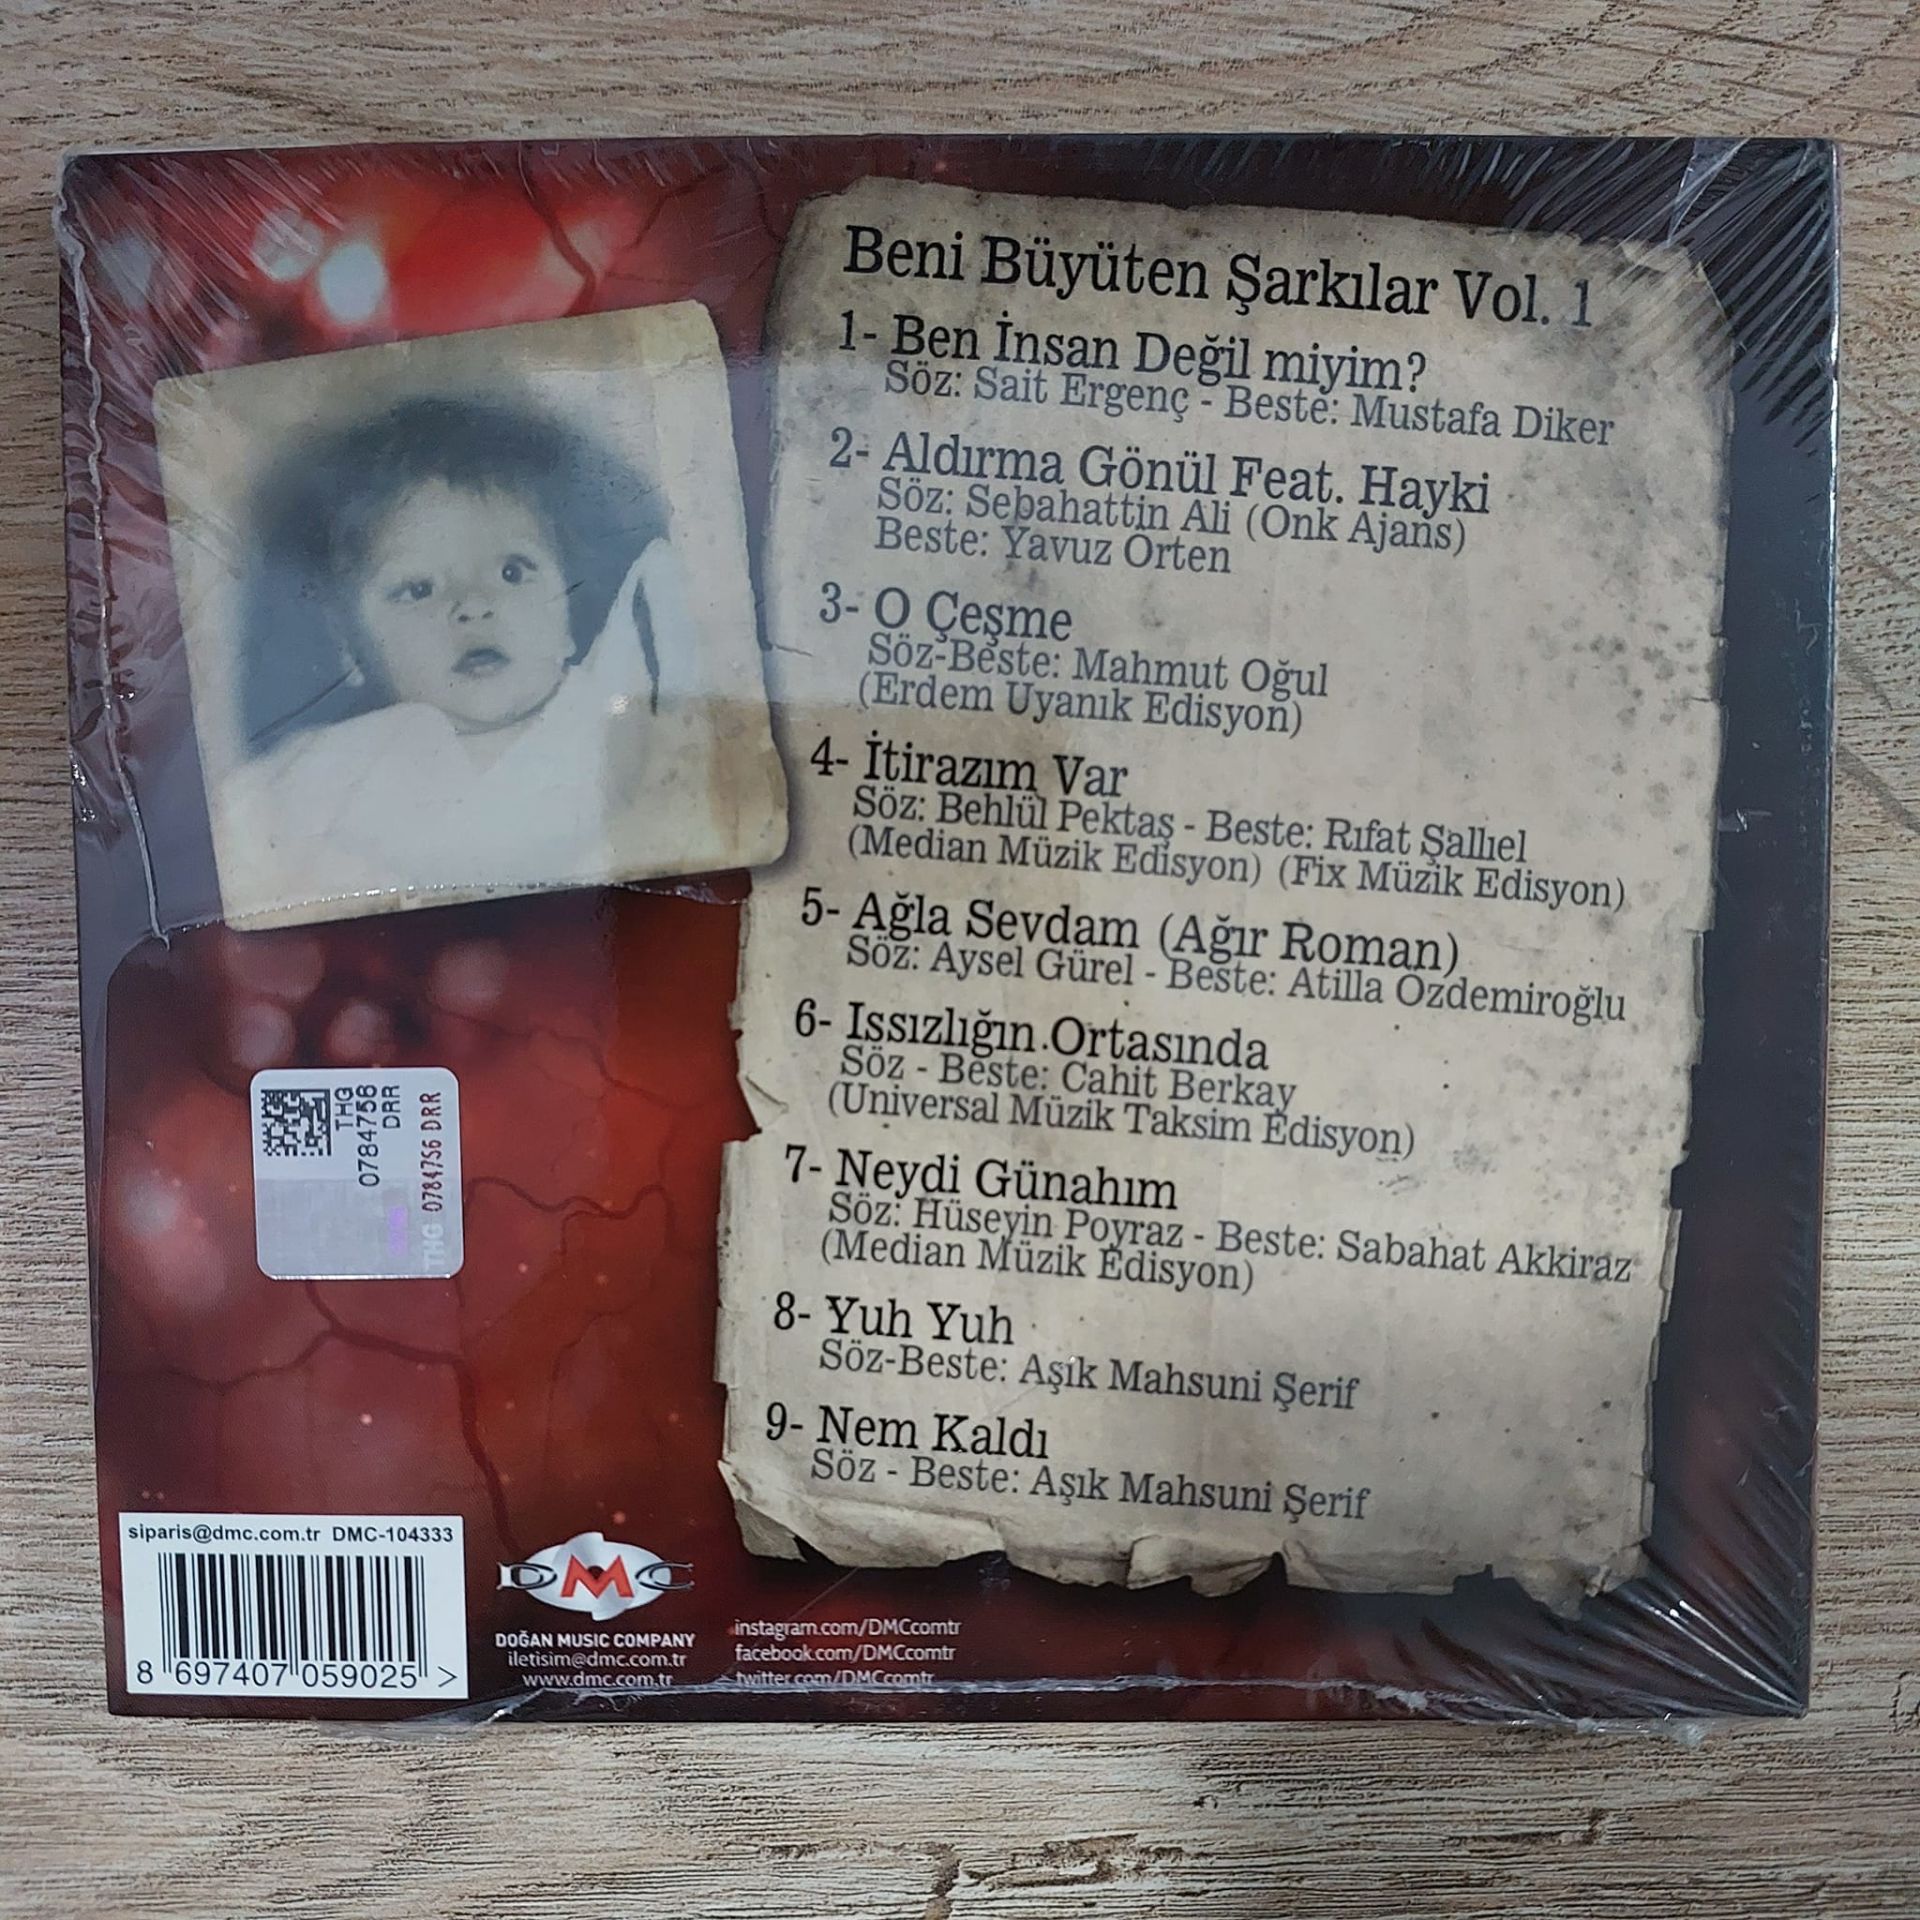 Beni Büyüten Şarkılar Vol. 1
1- Ben İnsan Değil miyim?
Söz: Sait Ergenç - Beste: Mustafa Diker
2- Aldırma Gönül Feat. Hayki
Söz: Sebahattin Ali (Onk Ajans)
Beste: Yavuz Orten
3- O Çeşme
Söz-Beste: Mahmut Oğul
(Erdem Uyanık Edisyon)
4- İtirazım Var
Söz: Behlül Pektaş - Beste: Rıfat Şallıel
(Median Müzik Edisyon) (Fix Müzik Edisyon)
5- Ağla Sevdam (Ağır Roman)
Söz: Aysel Gürel - Beste: Atilla Özdemiroğlu
6- Issızlığın Ortasında
Söz - Beste: Cahit Berkay
(Universal Müzik Taksim Edisyon)
7- Neydi Günahım
Söz: Hüseyin Poyraz - Beste: Sabahat Akkiraz
(Median Müzik Edisyon)
8- Yuh Yuh
Söz-Beste: Aşık Mahsuni Şerif
9- Nem Kaldı
Söz - Beste: Aşık Mahsuni Şerif
THG
0784756
DRR
THG 0784756 DRR
siparis@dmc.com.tr DMC-104333
8 697407 059025 >
DMC
DOĞAN MUSIC COMPANY
iletisim@dmc.com.tr
www.dmc.com.tr
instagram.com/DMCcomtr
facebook.com/DMCcomtr
twitter.com/DMCcomtr